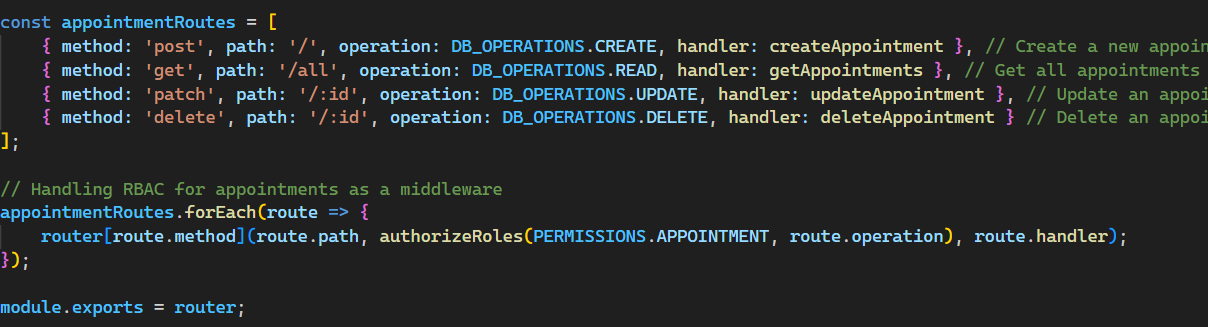 const appointmentRoutes = [
{ method: 'post', path: '/', operation: DB_OPERATIONS.CREATE, handler: createAppointment }, // Create a new
{ method: 'get', path: '/all', operation: DB_OPERATIONS.READ, handler: getAppointments }, // Get all appointments
{ method: 'patch', path: '/:id', operation: DB_OPERATIONS.UPDATE, handler: updateAppointment }, // Update an
{ method: 'delete', path: '/:id', operation: DB_OPERATIONS.DELETE, handler: deleteAppointment } // Delete an
];
// Handling RBAC for appointments as a middleware
appointmentRoutes.forEach(route => {
router[route.method](route.path, authorizeRoles(PERMISSIONS.APPOINTMENT, route.operation), route.handler);
});
module.exports = router;